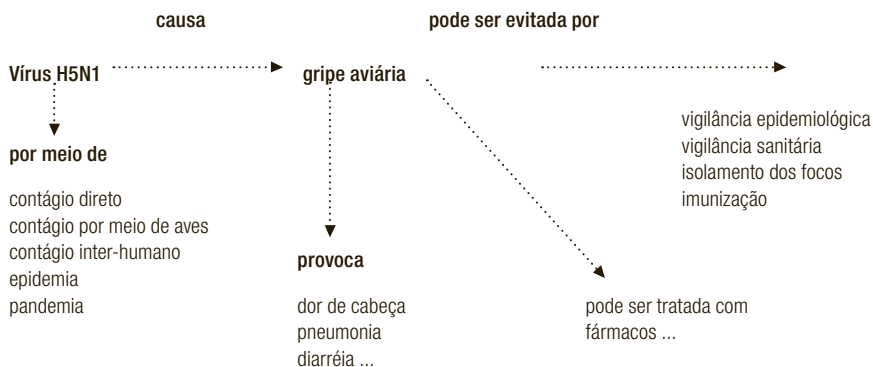 causa
pode ser evitada por
Vírus H5N1
gripe aviária
vigilância epidemiológica
vigilância sanitária
isolamento dos focos
imunização
por meio de
contágio direto
contágio por meio de aves
contágio inter-humano
epidemia
pandemia
provoca
dor de cabeça
pneumonia
diarréia ...
pode ser tratada com
fármacos ...